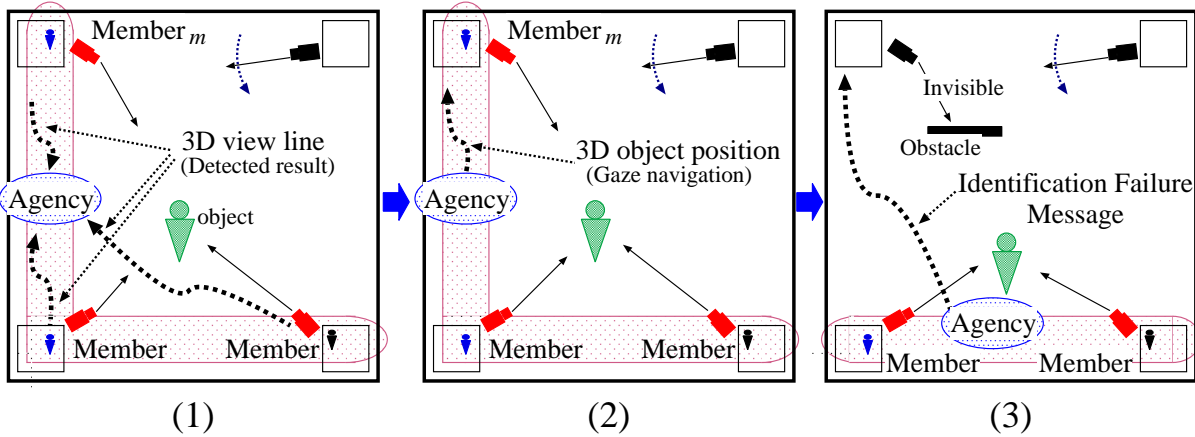 Member m
3D view line
(Detected result)
Agency
object
Member
Member
(1)
Member m
3D object position
(Gaze navigation)
Agency
Member
Member
(2)
Invisible
Obstacle
Identification Failure
Message
Agency
Member
Member
(3)